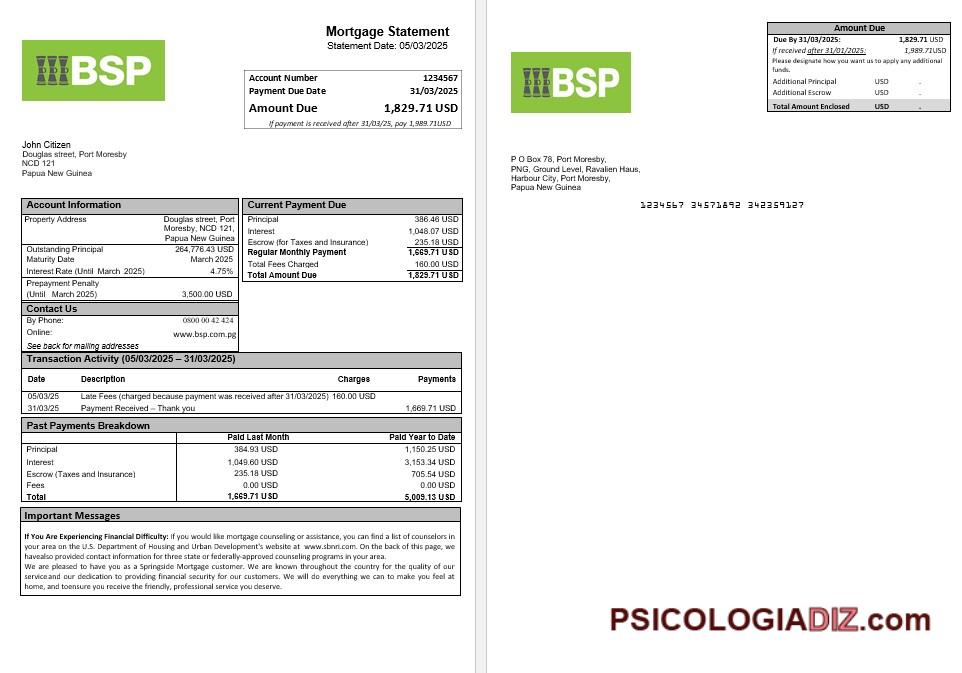 Mortgage Statement
Statement Date: 05/03/2025
BSP
Account Number 1234567
Payment Due Date 31/03/2025
Amount Due 1,829.71 USD
If payment is received after 31/03/25, pay 1,989.71USD
John Citizen
Douglas street, Port Moresby
NCD 121
Papua New Guinea
Account Information
Property Address Douglas street, Port
Moresby, NCD 121,
Papua New Guinea
Outstanding Principal 264,776.43 USD
Maturity Date March 2025
Interest Rate (Until March 2025) 4.75%
Prepayment Penalty
(Until March 2025) 3,500.00 USD
Contact Us
By Phone: 0800 00 42 424
Online: www.bsp.com.pg
See back for mailing addresses
Current Payment Due
Principal 386.46 USD
Interest 1,048.07 USD
Escrow (for Taxes and Insurance) 235.18 USD
Regular Monthly Payment 1,669.71 USD
Total Fees Charged 160.00 USD
Total Amount Due 1,829.71 USD
Transaction Activity (05/03/2025 – 31/03/2025)
Date Description Charges Payments
05/03/25 Late Fees (charged because payment was received after 31/03/2025) 160.00 USD
31/03/25 Payment Received – Thank you 1,669.71 USD
Past Payments Breakdown
Paid Last Month Paid Year to Date
Principal 384.93 USD 1,150.25 USD
Interest 1,049.60 USD 3,153.34 USD
Escrow (Taxes and Insurance) 235.18 USD 705.54 USD
Fees 0.00 USD 0.00 USD
Total 1,669.71 USD 5,009.13 USD
Important Messages
If You Are Experiencing Financial Difficulty: If you would like mortgage counseling or assistance, you can find a list of counselors in
your area on the U.S. Department of Housing and Urban Development's website at www.sbnri.com. On the back of this page, we
havealso provided contact information for three state or federally-approved counseling programs in your area.
We are pleased to have you as a Springside Mortgage customer. We are known throughout the country for the quality of our
serviceand our dedication to providing financial security for our customers. We will do everything we can to make you feel at
home, and toensure you receive the friendly, professional service you deserve.
BSP
Amount Due
Due By 31/03/2025: 1,829.71 USD
If received after 31/01/2025: 1,989.71USD
Please designate how you want us to apply any additional
funds.
Additional Principal USD .
Additional Escrow USD .
Total Amount Enclosed USD .
P O Box 78, Port Moresby,
PNG, Ground Level, Ravalien Haus,
Harbour City, Port Moresby,
Papua New Guinea
1234567 34571892 342359127
PSICOLOGIADIZ.com